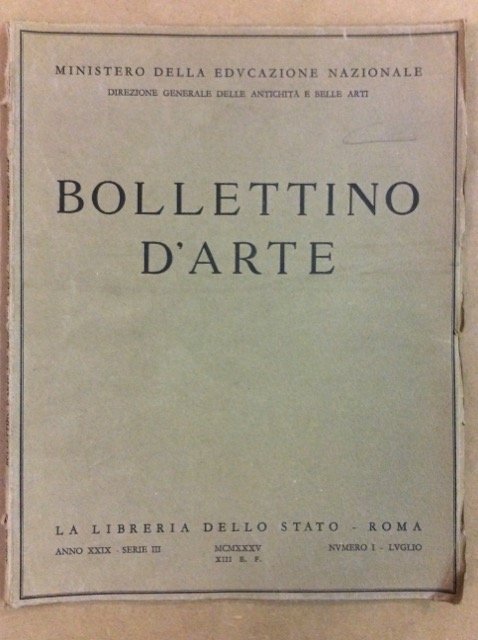 MINISTERO DELLA EDVCAZIONE NAZIONALE
DIREZIONE GENERALE DELLE ANTICHITÀ E BELLE ARTI
BOLLETTINO
D'ARTE
LA LIBRERIA DELLO STATO - ROMA
ANNO XXIX - SERIE III MCMXXXV NVMERO I - LVGLIO
XIII E. F.